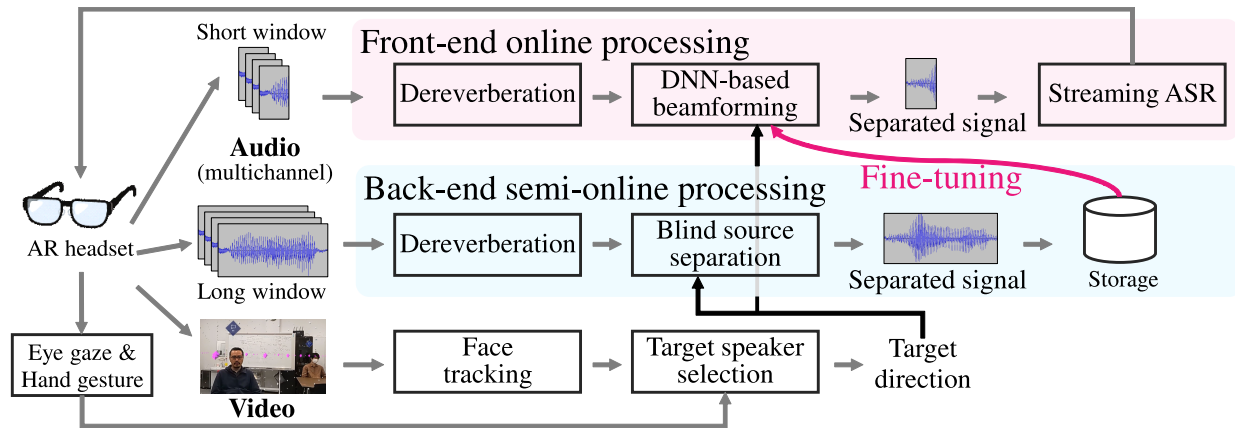 Short window
Front-end online processing
Dereverberation
DNN-based
beamforming
Separated signal
Streaming ASR
Audio
(multichannel)
Back-end semi-online processing
Fine-tuning
AR headset
Long window
Dereverberation
Blind source
separation
Separated signal
Storage
Eye gaze &
Hand gesture
Video
Face
tracking
Target speaker
selection
Target
direction